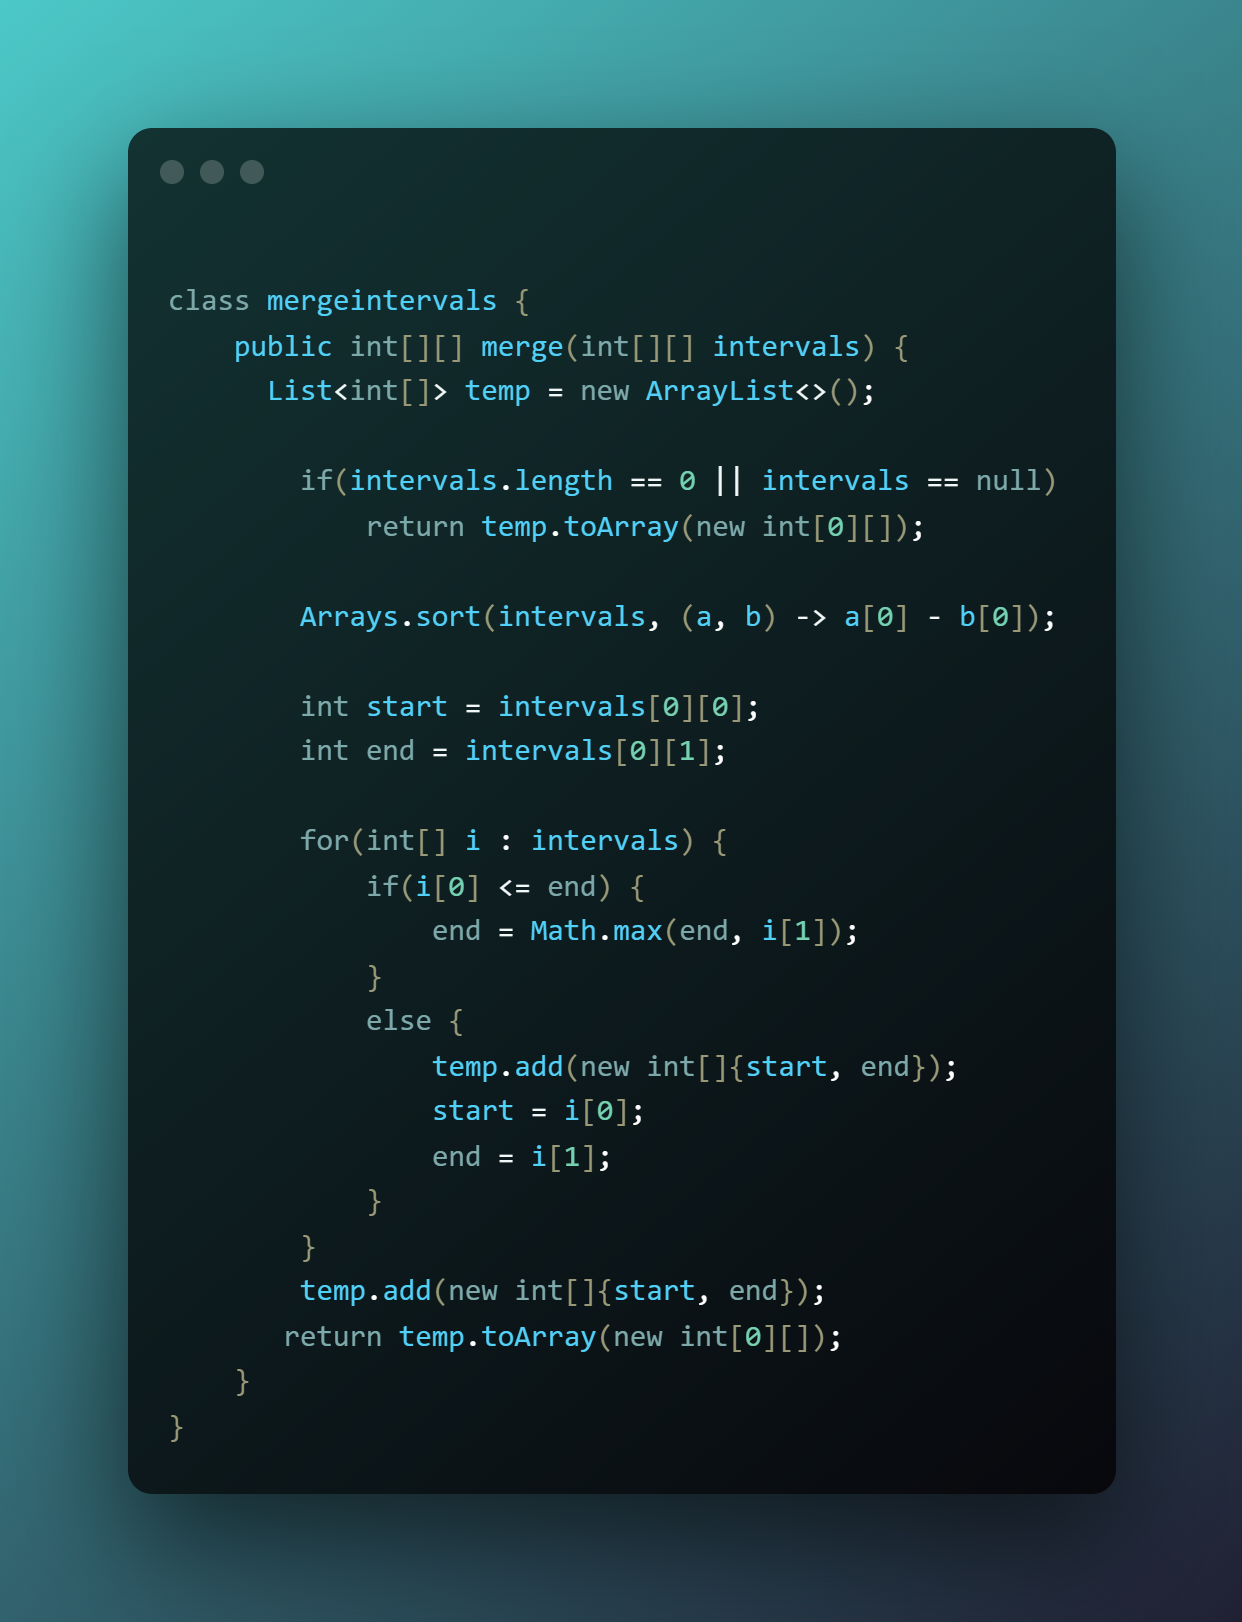 class mergeintervals {
    public int[][] merge(int[][] intervals) {
      List<int[]> temp = new ArrayList<>();
        if(intervals.length == 0 || intervals == null)
            return temp.toArray(new int[0][]);
        Arrays.sort(intervals, (a, b) -> a[0] - b[0]);
        int start = intervals[0][0];
        int end = intervals[0][1];
        for(int[] i : intervals) {
            if(i[0] <= end) {
                end = Math.max(end, i[1]);
            }
            else {
                temp.add(new int[]{start, end});
                start = i[0];
                end = i[1];
            }
        }
        temp.add(new int[]{start, end});
       return temp.toArray(new int[0][]);
    }
}